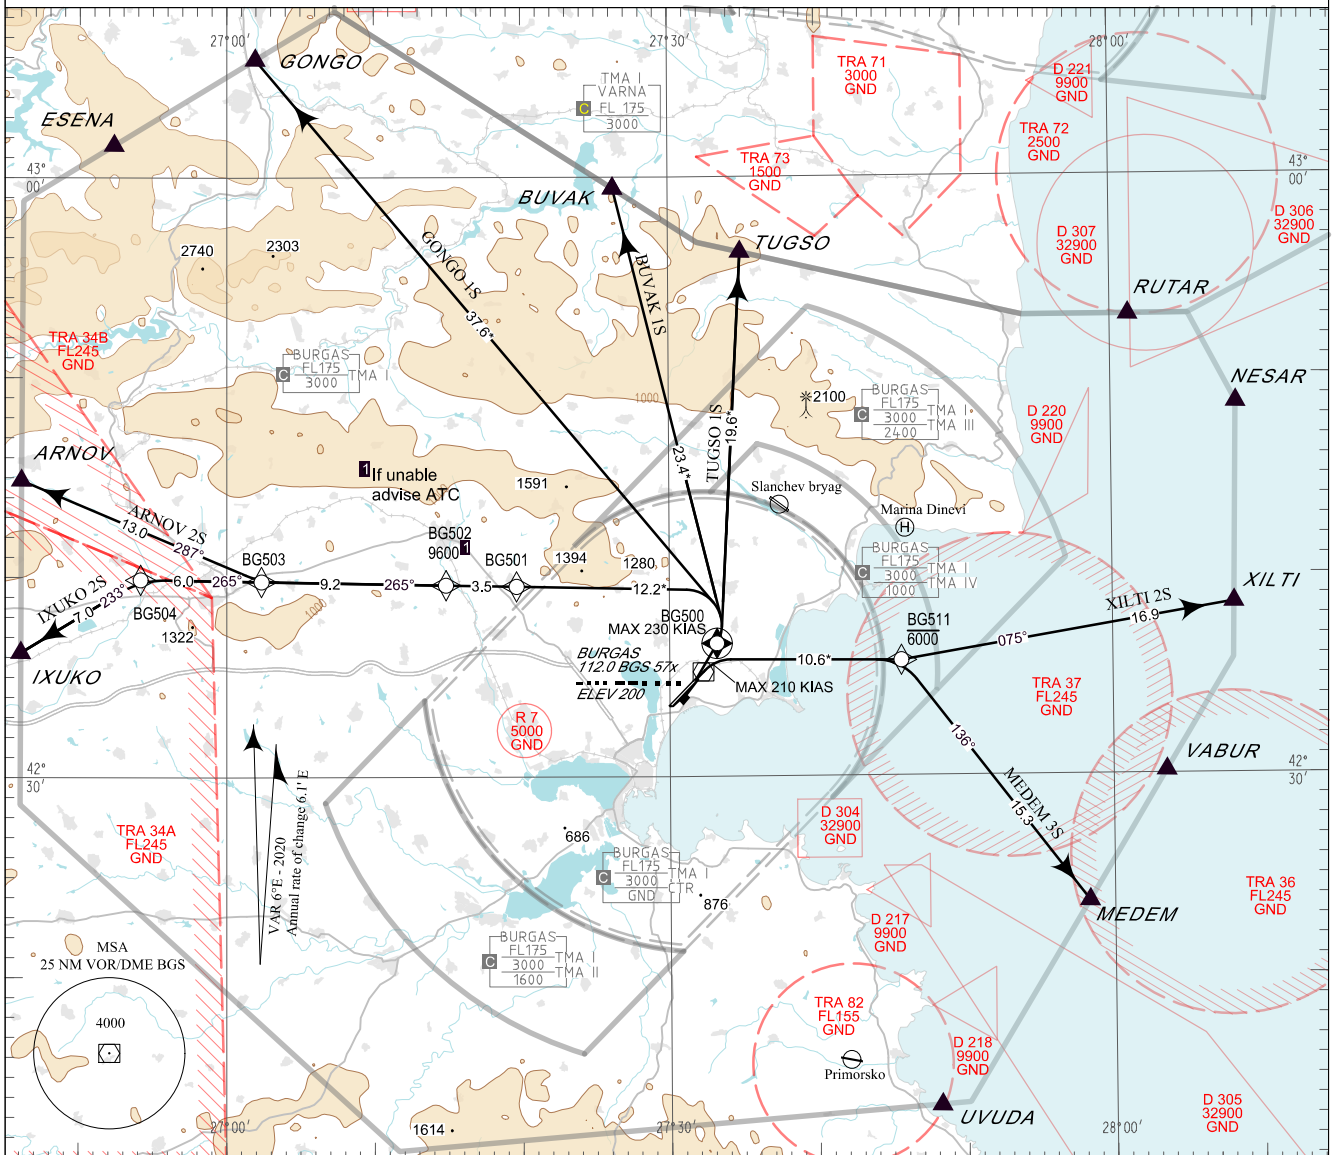 27°00'
27°30'
28°00'
GONGO
ESENA
TMA I
VARNA
C
FL 175
3000
TRA 71
3000
GND
D 221
9900
GND
TRA 72
2500
GND
TRA 73
1500
GND
43°
00'
43°
00'
BUVAK
TUGSO
D 307
32900
GND
D 306
32900
GND
2740
2303
GONGO 1S
37.6*
BUVAK 1S
23.4*
TUGSO 1S
19.6*
RUTAR
NESAR
TRA 34B
FL245
GND
BURGAS
FL175
C
3000
TMA I
1000
2100
BURGAS
FL175
C
3000
2400
TMA I
TMA III
D 220
9900
GND
ARNOV
1
If unable
advise ATC
1591
Slanchev bryag
Marina Dinevi
H
ARNOV 2S
13.0
287°
BG502
9600
1
BG503
BG501
1394
1280
BURGAS
FL175
C
3000
1000
TMA I
TMA IV
XILTI
IXUKO 2S
7.0
233°
6.0
265°
9.2
265°
3.5
12.2*
BG504
1322
1000
BG500
MAX 230 KIAS
BG511
6000
XILTI 2S
16.9
075°
IXUKO
BURGAS
112.0 BGS 57x
ELEV 200
10.6*
MAX 210 KIAS
TRA 37
FL245
GND
R 7
5000
GND
136°
MEDEM 3S
15.3
VABUR
42°
30'
42°
30'
VAR 6°E - 2020
Annual rate of change 6.1'E
TRA 34A
FL245
GND
D 304
32900
GND
686
BURGAS
FL175
C
3000
GND
TMA I
CTR
876
MEDEM
TRA 36
FL245
GND
D 217
9900
GND
BURGAS
FL175
C
3000
1600
TMA I
TMA II
MSA
25 NM VOR/DME BGS
4000
TRA 82
FL155
GND
Primorsko
D 218
9900
GND
D 305
32900
GND
UVUDA
1614
27°00'
27°30'
28°00'